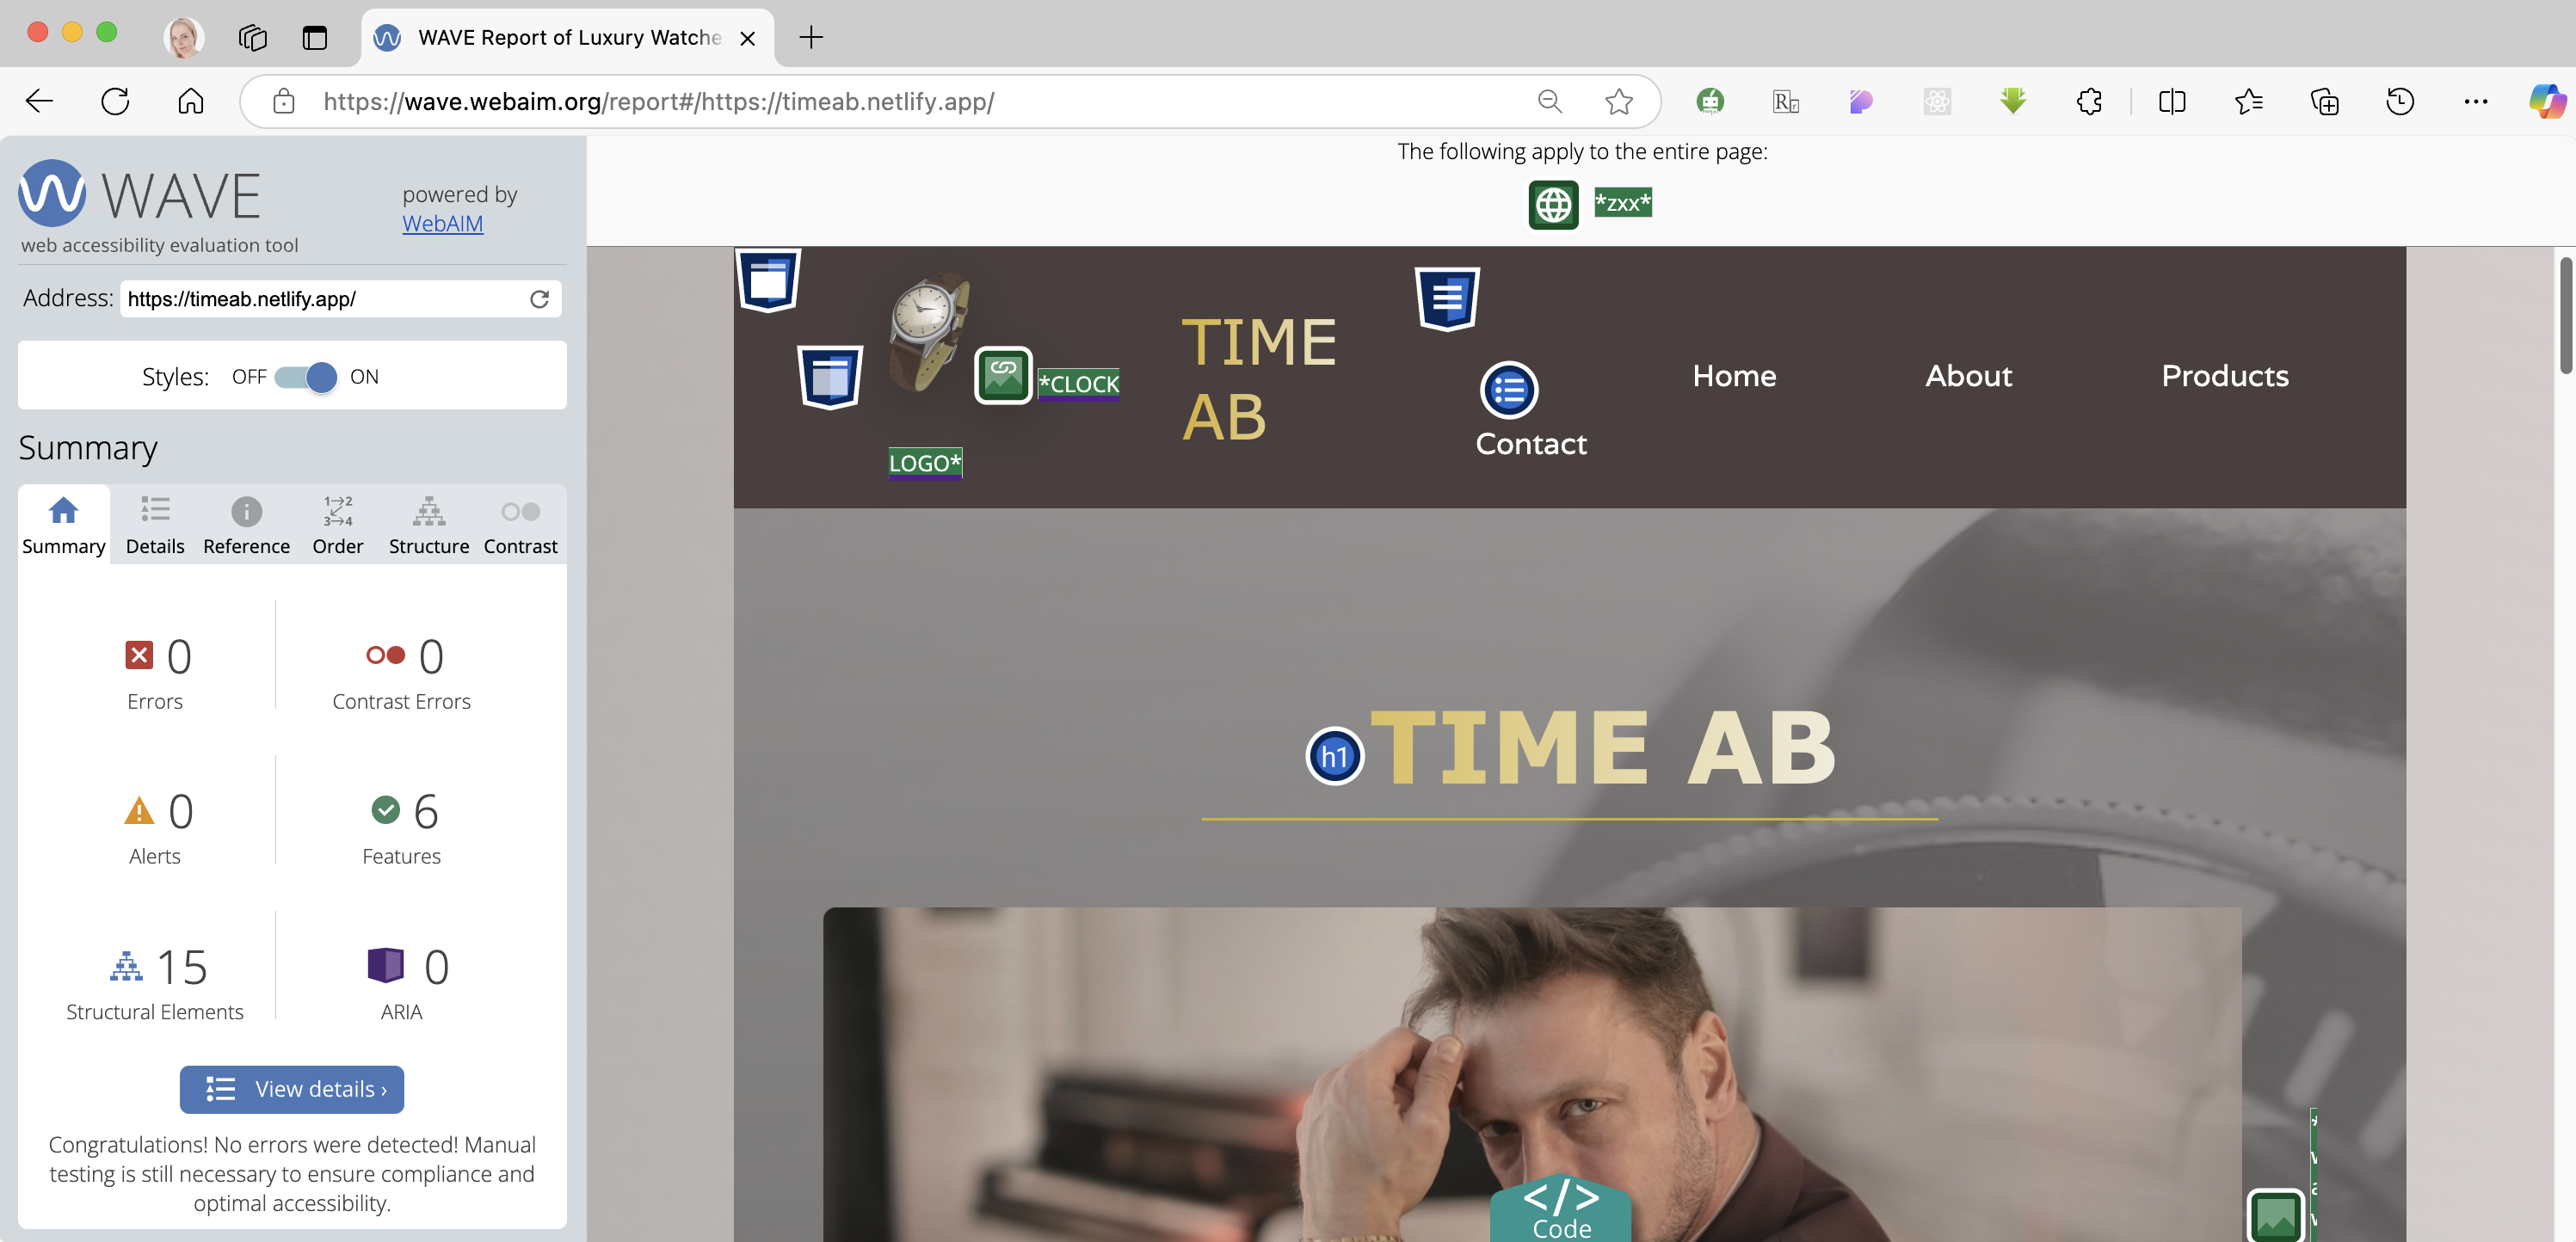 WAVE Report of Luxury Watche
https://wave.webaim.org/report#/https://timeab.netlify.app/
WAVE
powered by
WebAIM
web accessibility evaluation tool
Address: https://timeab.netlify.app/
Styles: OFF ON
Summary
Summary Details Reference Order Structure Contrast
0
Errors
0
Contrast Errors
0
Alerts
6
Features
15
Structural Elements
0
ARIA
View details ›
Congratulations! No errors were detected! Manual
testing is still necessary to ensure compliance and
optimal accessibility.
The following apply to the entire page:
*zxx*
*CLOCK
LOGO*
TIME
AB
Home About Products
Contact
h1 TIME AB
</>
Code